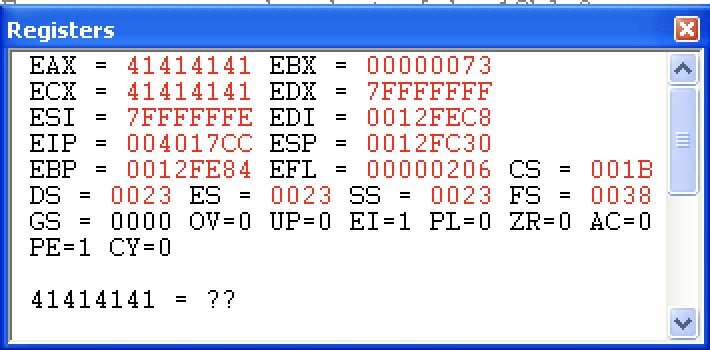 Registers
EAX = 41414141 EBX = 00000073
ECX = 41414141 EDX = 7FFFFFFF
ESI = 7FFFFFFE EDI = 0012FEC8
EIP = 004017CC ESP = 0012FC30
EBP = 0012FE84 EFL = 00000206 CS = 001B
DS = 0023 ES = 0023 SS = 0023 FS = 0038
GS = 0000 OV=0 UP=0 EI=1 PL=0 ZR=0 AC=0
PE=1 CY=0
41414141 = ??